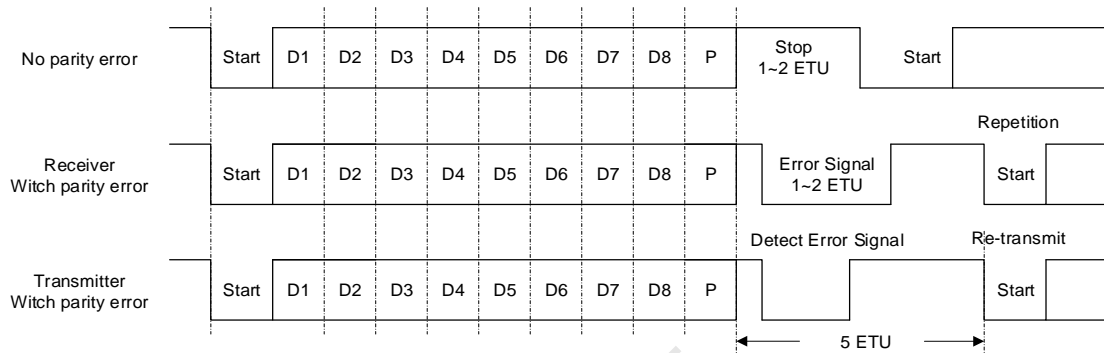 No parity error
Start D1 D2 D3 D4 D5 D6 D7 D8 P Stop 1~2 ETU Start
Repetition
Receiver
Witch parity error
Start D1 D2 D3 D4 D5 D6 D7 D8 P Error Signal 1~2 ETU Start
Detect Error Signal Re-transmit
Transmitter
Witch parity error
Start D1 D2 D3 D4 D5 D6 D7 D8 P Start
5 ETU